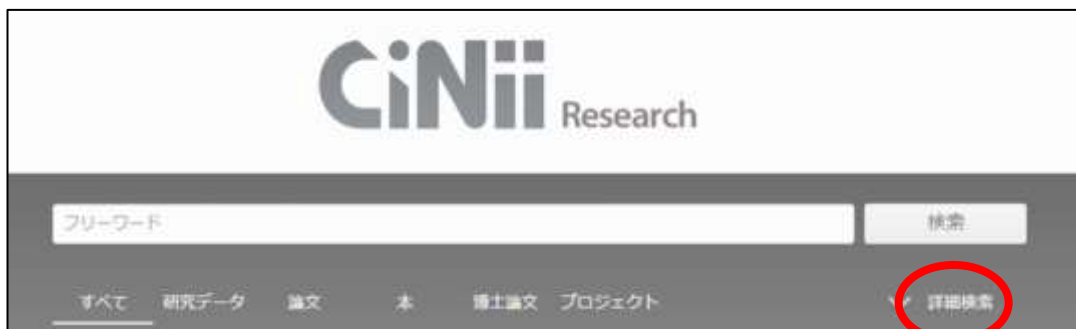 CiNii Research
フリーワード 検索
すべて 研究データ 論文 本 博士論文 プロジェクト 詳細検索